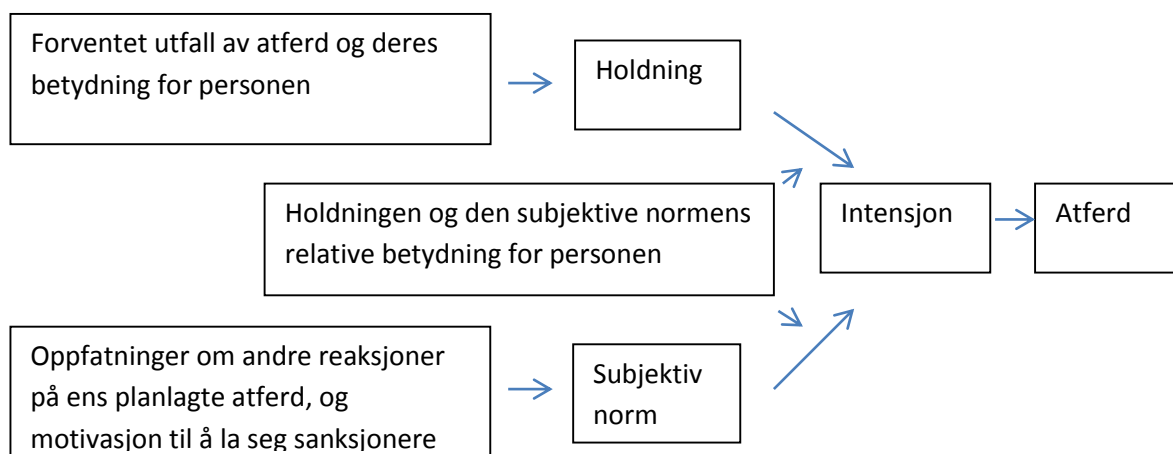 Forventet utfall av atferd og deres
betydning for personen
Holdning
Holdningen og den subjektive normens
relative betydning for personen
Intensjon
Atferd
Oppfatninger om andre reaksjoner
på ens planlagte atferd, og
motivasjon til å la seg sanksjonere
Subjektiv
norm